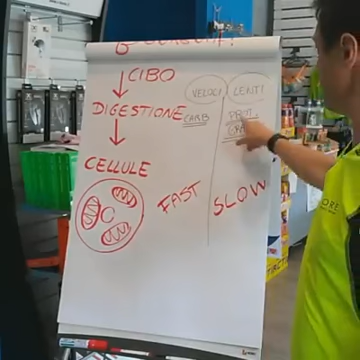 CIBO
DIGESTIONE
CELLULE
VELOCI
LENTI
CARB
PROT.
FAST
SLOW